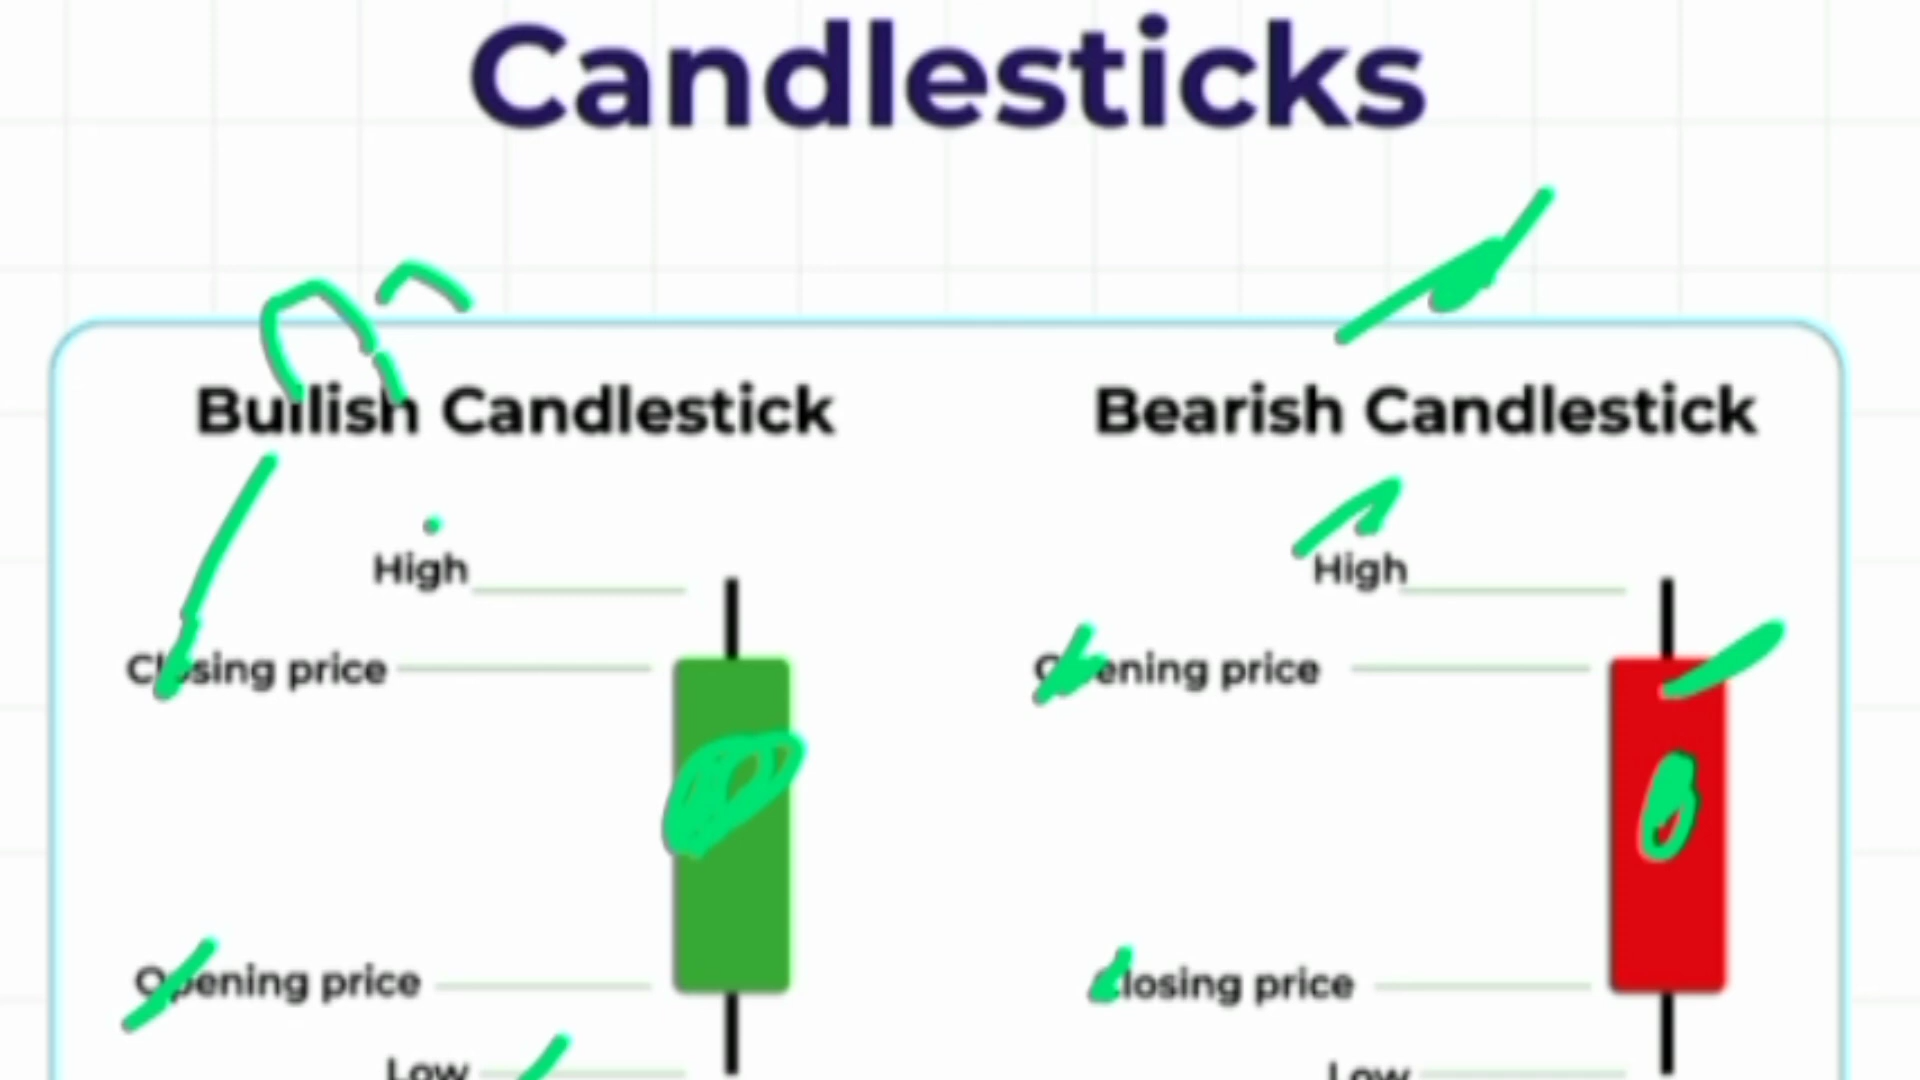 Candlesticks
Bullish Candlestick
High
Closing price
Opening price
Low
Bearish Candlestick
High
Opening price
Closing price
Low